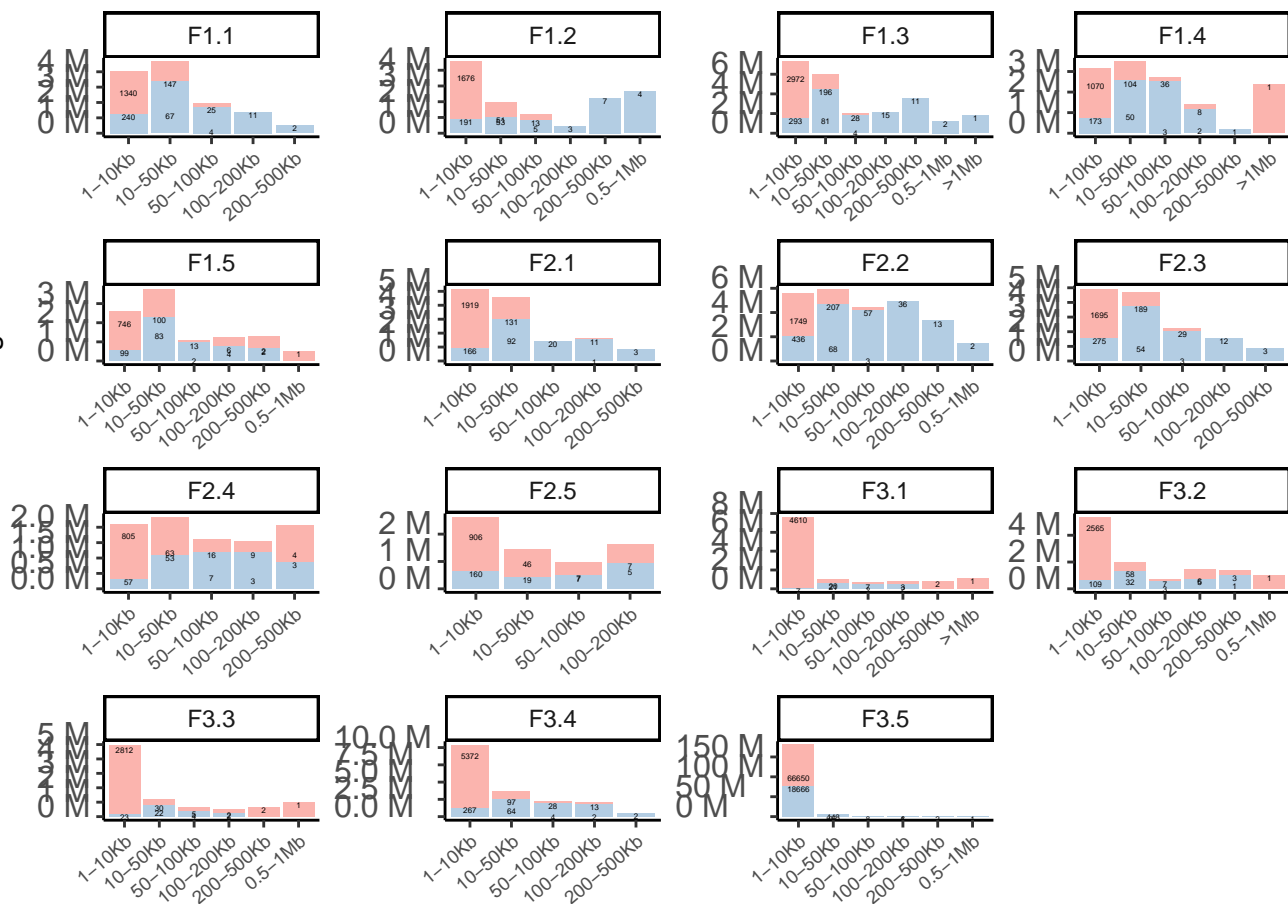 F1.1
4 M
3 M
2 M
1 M
0 M
1340
240
147
67
25
4
11
2
1–10Kb
10–50Kb
50–100Kb
100–200Kb
200–500Kb
F1.2
4 M
3 M
2 M
1 M
0 M
1676
191
51
53
13
5
3
7
4
1–10Kb
10–50Kb
50–100Kb
100–200Kb
200–500Kb
0.5–1Mb
F1.3
6 M
4 M
2 M
0 M
2972
293
196
81
28
4
15
11
2
1
1–10Kb
10–50Kb
50–100Kb
100–200Kb
200–500Kb
0.5–1Mb
>1Mb
F1.4
3 M
2 M
1 M
0 M
1070
173
104
50
36
3
8
2
1
1
1–10Kb
10–50Kb
50–100Kb
100–200Kb
200–500Kb
>1Mb
F1.5
3 M
2 M
1 M
0 M
746
99
100
83
13
2
6
4
2
2
1
1–10Kb
10–50Kb
50–100Kb
100–200Kb
200–500Kb
0.5–1Mb
F2.1
5 M
4 M
3 M
2 M
1 M
0 M
1919
166
131
92
20
11
1
3
1–10Kb
10–50Kb
50–100Kb
100–200Kb
200–500Kb
F2.2
6 M
4 M
2 M
0 M
1749
436
207
68
57
3
36
13
2
1–10Kb
10–50Kb
50–100Kb
100–200Kb
200–500Kb
0.5–1Mb
F2.3
5 M
4 M
3 M
2 M
1 M
0 M
1695
275
189
54
29
3
12
3
1–10Kb
10–50Kb
50–100Kb
100–200Kb
200–500Kb
F2.4
2.0 M
1.5 M
1.0 M
0.5 M
0.0 M
805
57
63
53
16
7
9
3
4
3
1–10Kb
10–50Kb
50–100Kb
100–200Kb
200–500Kb
F2.5
2 M
1 M
0 M
906
160
46
19
7
7
5
1–10Kb
10–50Kb
50–100Kb
100–200Kb
F3.1
8 M
6 M
4 M
2 M
0 M
4610
7
2
1
1–10Kb
10–50Kb
50–100Kb
100–200Kb
200–500Kb
>1Mb
F3.2
4 M
2 M
0 M
2565
109
58
32
7
3
3
1
1
1–10Kb
10–50Kb
50–100Kb
100–200Kb
200–500Kb
0.5–1Mb
F3.3
5 M
4 M
3 M
2 M
1 M
0 M
2812
23
30
22
2
1
1–10Kb
10–50Kb
50–100Kb
100–200Kb
200–500Kb
0.5–1Mb
F3.4
10.0 M
7.5 M
5.0 M
2.5 M
0.0 M
5372
267
97
64
28
4
13
2
2
1–10Kb
10–50Kb
50–100Kb
100–200Kb
200–500Kb
F3.5
150 M
100 M
50 M
0 M
66650
18666
1–10Kb
10–50Kb
50–100Kb
100–200Kb
200–500Kb
0.5–1Mb